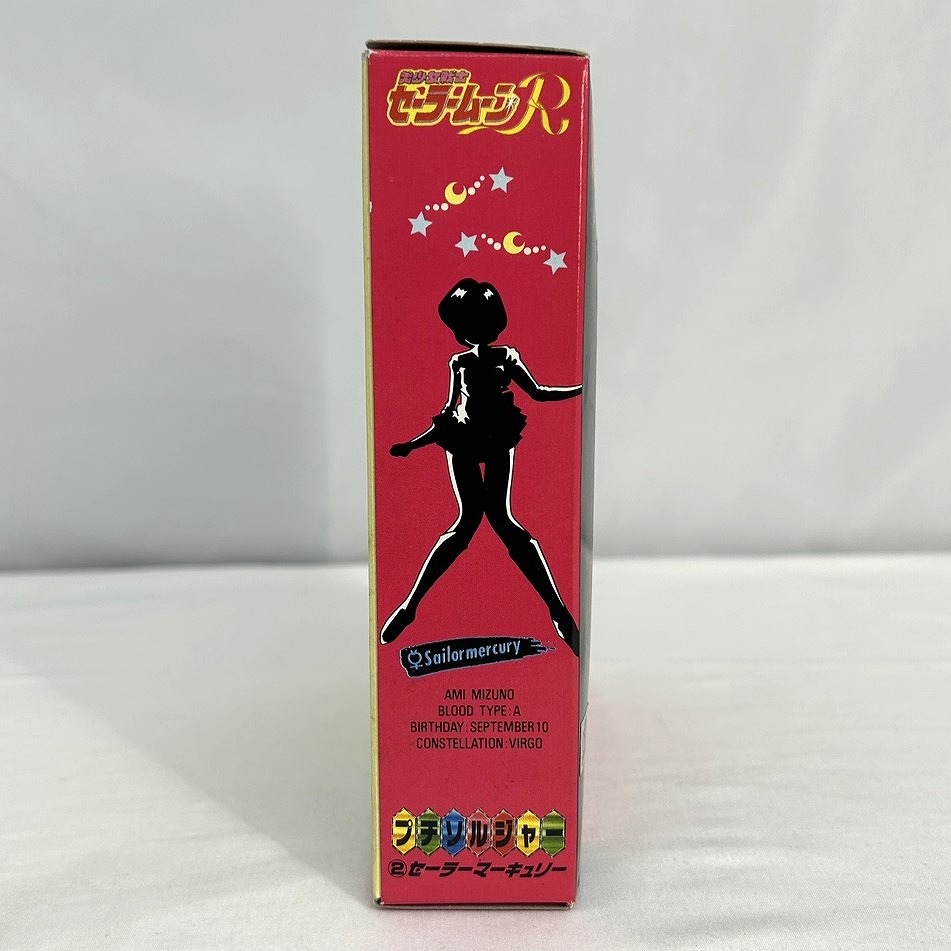 美少女戦士
セーラームーンR
☿Sailormercury
AMI MIZUNO
BLOOD TYPE:A
BIRTHDAY:SEPTEMBER10
CONSTELLATION:VIRGO
プチソルジャー
②セーラーマーキュリー